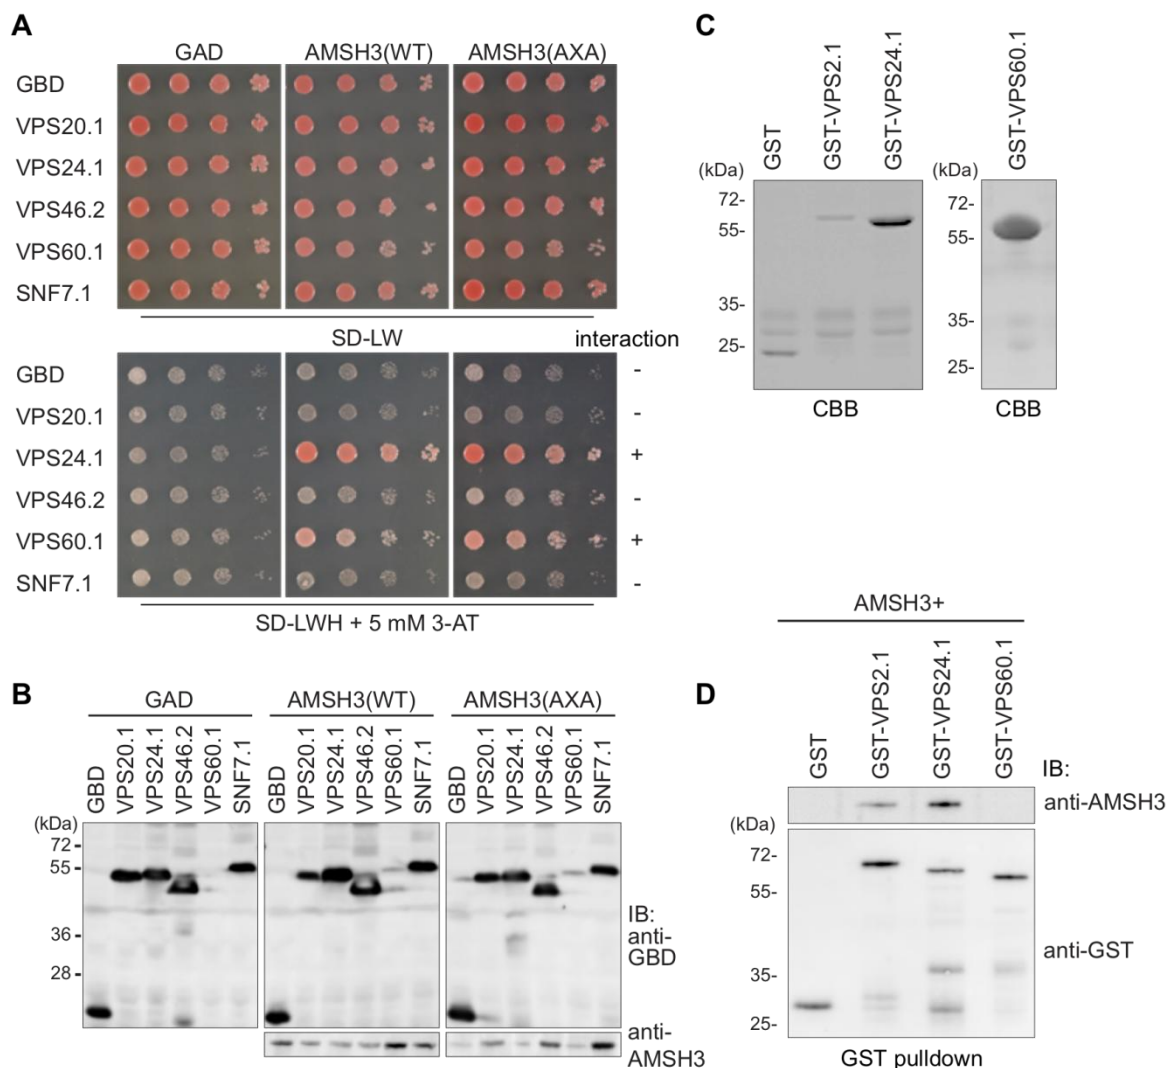 A
GAD AMSH3(WT) AMSH3(AXA)
GBD
VPS20.1
VPS24.1
VPS46.2
VPS60.1
SNF7.1
SD-LW interaction
GBD -
VPS20.1 -
VPS24.1 +
VPS46.2 -
VPS60.1 +
SNF7.1 -
SD-LWH + 5 mM 3-AT
B
GAD AMSH3(WT) AMSH3(AXA)
GBD VPS20.1 VPS24.1 VPS46.2 VPS60.1 SNF7.1 GBD VPS20.1 VPS24.1 VPS46.2 VPS60.1 SNF7.1 GBD VPS20.1 VPS24.1 VPS46.2 VPS60.1 SNF7.1
(kDa)
72-
55-
36-
28-
IB:
anti-
GBD
anti-
AMSH3
C
GST GST-VPS2.1 GST-VPS24.1
(kDa)
72-
55-
35-
25-
CBB
GST-VPS60.1
(kDa)
72-
55-
35-
25-
CBB
D
AMSH3+
GST GST-VPS2.1 GST-VPS24.1 GST-VPS60.1
IB:
anti-AMSH3
(kDa)
72-
55-
35-
25-
anti-GST
GST pulldown